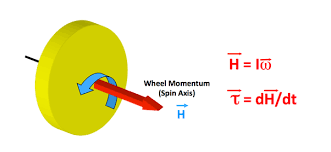 Wheel Momentum
(Spin Axis)
H⃗
H⃗ = Iω⃗
τ⃗ = dH⃗/dt